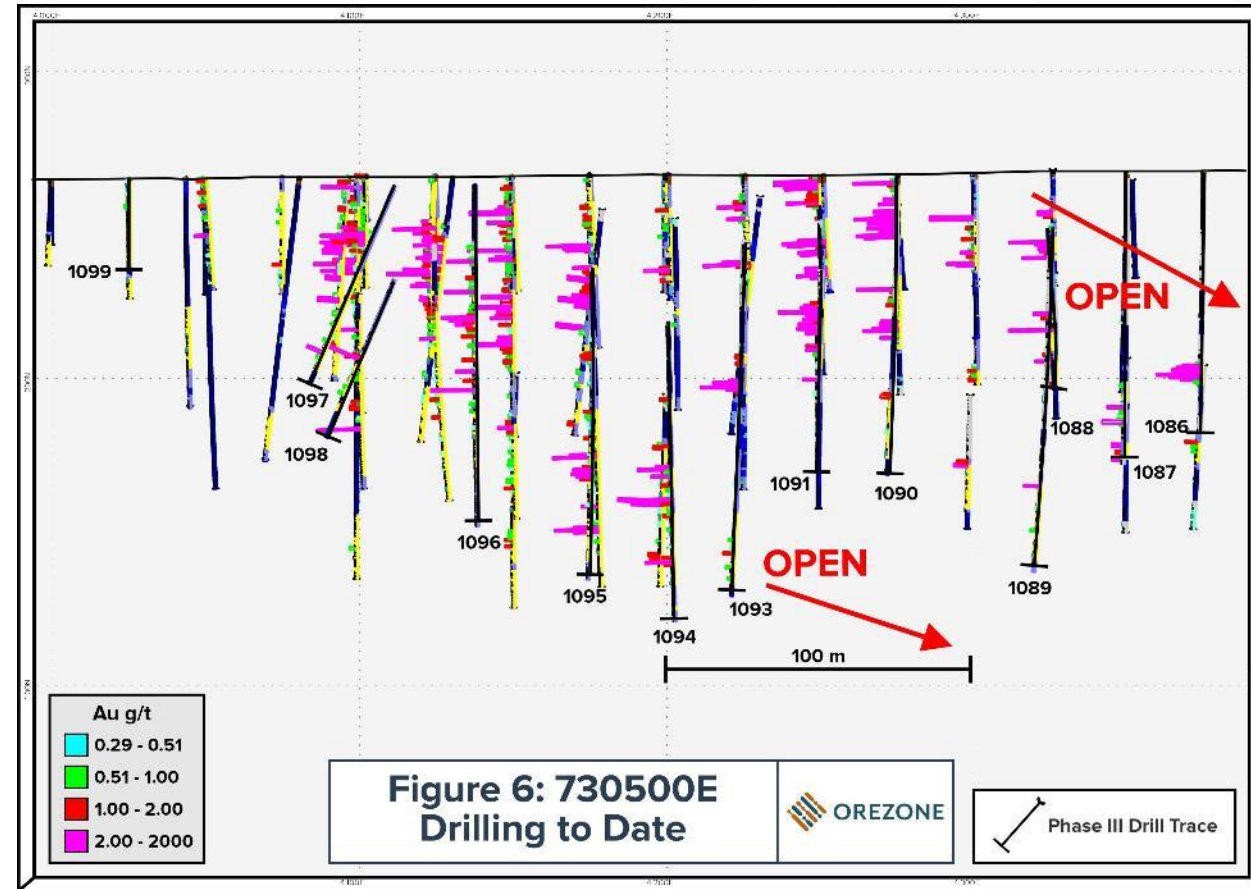 1099
1097
1098
1096
1095
1094
1093
1091
1090
1089
1088
1087
1086
OPEN
OPEN
100 m
Au g/t
0.29 - 0.51
0.51 - 1.00
1.00 - 2.00
2.00 - 2000
Figure 6: 730500E
Drilling to Date
OREZONE
Phase III Drill Trace